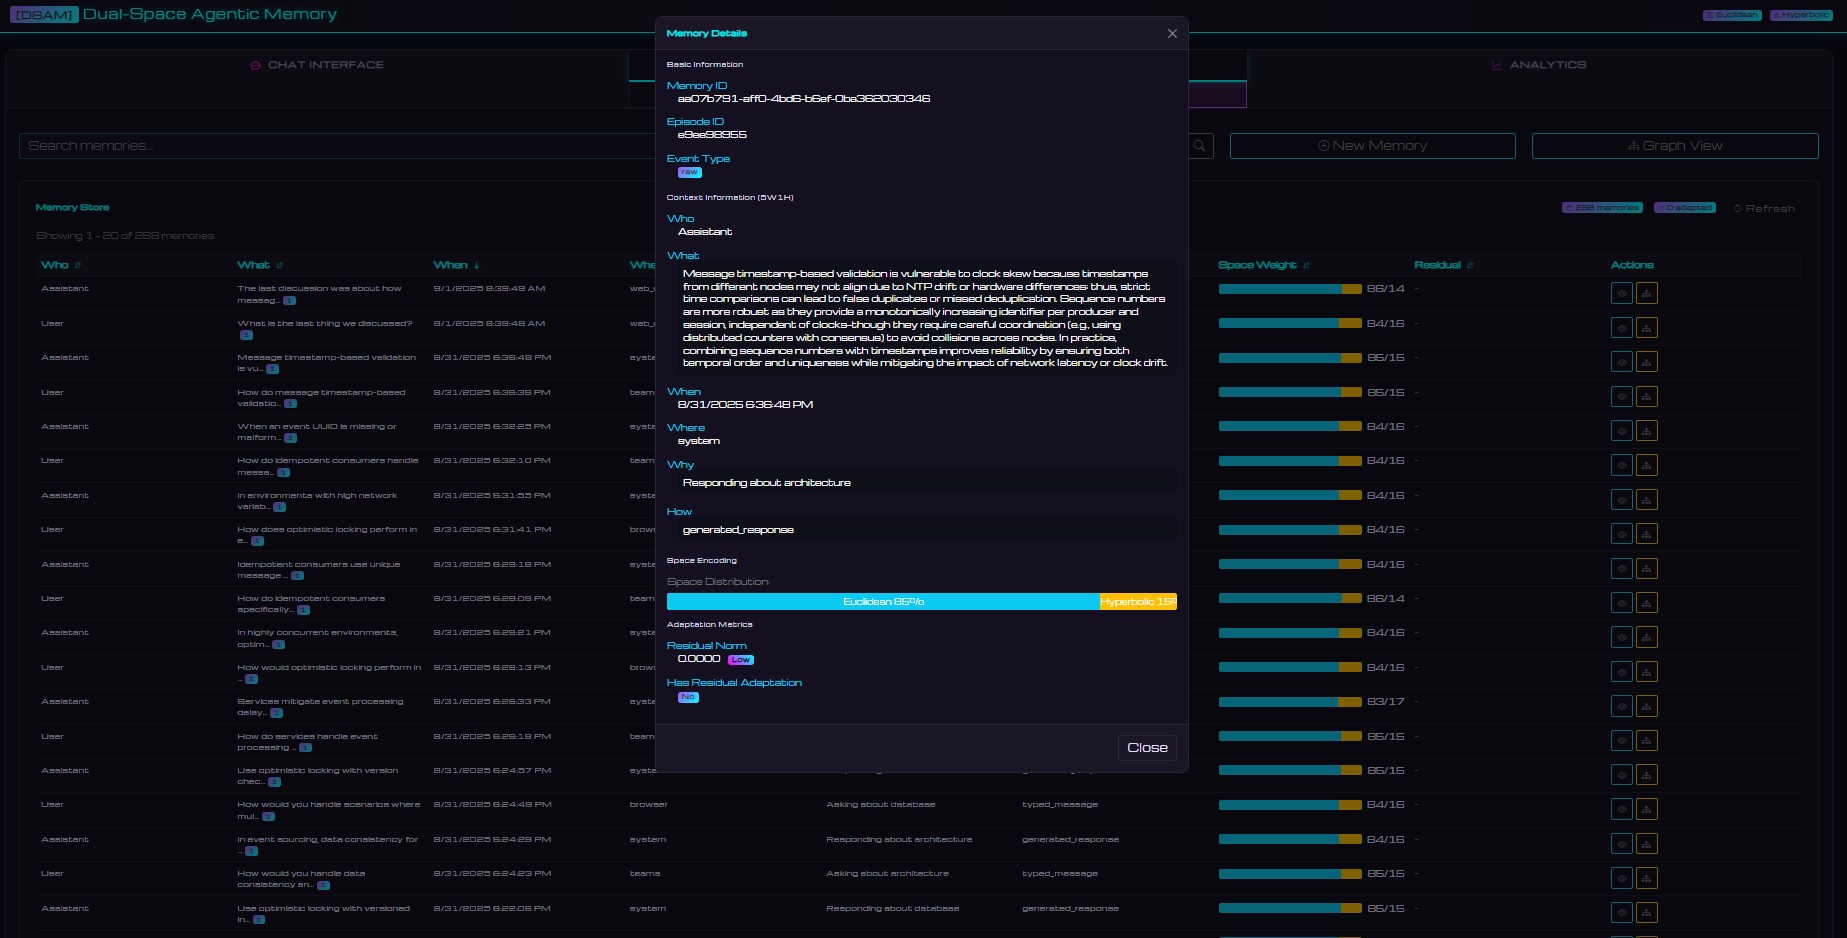 [DSAM] Dual-Space Agentic Memory
Euclidean Hyperbolic
CHAT INTERFACE
ANALYTICS
Search memories...
New Memory
Graph View
Memory Store
288 memories 0 adapted Refresh
Showing 1 - 20 of 288 memories
Who What When Whe Space Weight Residual Actions
Assistant The last discussion was about how messag... 1 9/1/2025 8:39:49 AM web_ 86/14 -
User What is the last thing we discussed? 1 9/1/2025 8:39:49 AM web_ 84/16 -
Assistant Message timestamp-based validation is vu... 1 8/31/2025 6:36:48 PM syste 85/15 -
User How do message timestamp-based validatio... 1 8/31/2025 6:36:36 PM team 85/15 -
Assistant When an event UUID is missing or malform... 1 8/31/2025 6:32:25 PM syste 84/16 -
User How do idempotent consumers handle messa... 1 8/31/2025 6:32:10 PM team 84/16 -
Assistant In environments with high network variab... 1 8/31/2025 6:31:55 PM syste 84/16 -
User How does optimistic locking perform in e... 1 8/31/2025 6:31:41 PM brow 84/16 -
Assistant Idempotent consumers use unique message ... 1 8/31/2025 6:29:18 PM syste 84/16 -
User How do idempotent consumers specifically... 1 8/31/2025 6:29:09 PM team 86/14 -
Assistant In highly concurrent environments, optim... 1 8/31/2025 6:28:21 PM syste 84/16 -
User How would optimistic locking perform in ... 1 8/31/2025 6:28:13 PM brow 84/16 -
Assistant Services mitigate event processing delay... 1 8/31/2025 6:26:33 PM syste 83/17 -
User How do services handle event processing ... 1 8/31/2025 6:26:19 PM team 85/15 -
Assistant Use optimistic locking with version chec... 1 8/31/2025 6:24:57 PM syste 85/15 -
User How would you handle scenarios where mul... 1 8/31/2025 6:24:49 PM browser Asking about database typed_message 84/16 -
Assistant In event sourcing, data consistency for ... 1 8/31/2025 6:24:29 PM system Responding about architecture generated_response 84/16 -
User How would you handle data consistency an... 1 8/31/2025 6:24:23 PM teams Asking about architecture typed_message 85/15 -
Assistant Use optimistic locking with versioned in... 1 8/31/2025 6:22:06 PM system Responding about database generated_response 85/15 -
Memory Details
Basic Information
Memory ID
aa07b791-aff0-4bd6-b6ef-0ba362030346
Episode ID
e9ee98955
Event Type
raw
Context Information (5W1H)
Who
Assistant
What
Message timestamp-based validation is vulnerable to clock skew because timestamps
from different nodes may not align due to NTP drift or hardware differences; thus, strict
time comparisons can lead to false duplicates or missed deduplication. Sequence numbers
are more robust as they provide a monotonically increasing identifier per producer and
session, independent of clocks—though they require careful coordination (e.g., using
distributed counters with consensus) to avoid collisions across nodes. In practice,
combining sequence numbers with timestamps improves reliability by ensuring both
temporal order and uniqueness while mitigating the impact of network latency or clock drift.
When
8/31/2025 6:36:48 PM
Where
system
Why
Responding about architecture
How
generated_response
Space Encoding
Space Distribution
Euclidean 85% Hyperbolic 15%
Adaptation Metrics
Residual Norm
0.0000 Low
Has Residual Adaptation
No
Close